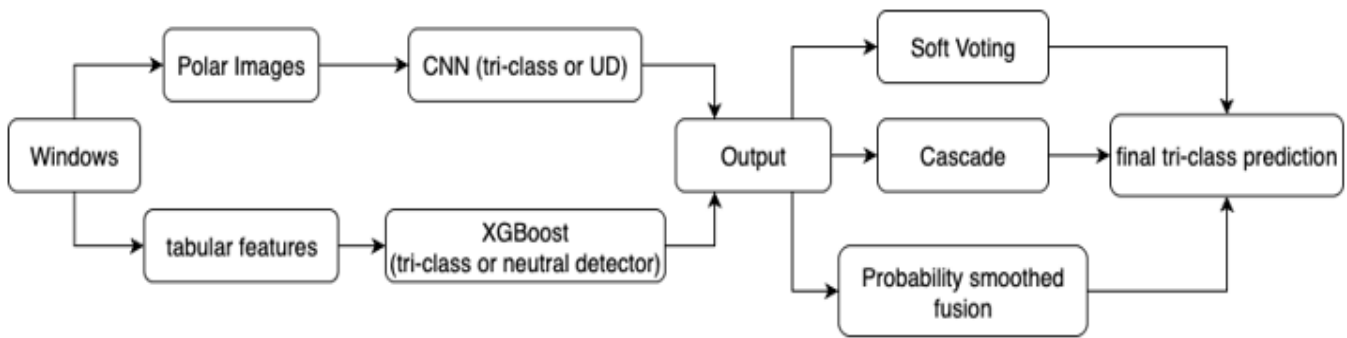 Windows
Polar Images
CNN (tri-class or UD)
tabular features
XGBoost
(tri-class or neutral detector)
Output
Soft Voting
Cascade
Probability smoothed
fusion
final tri-class prediction